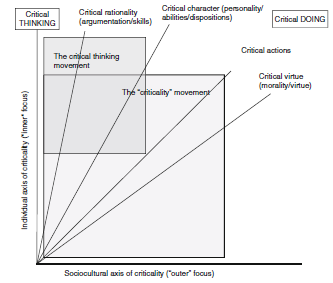 Critical
THINKING
Critical rationality
(argumentation/skills)
Critical character (personality/
abilities/dispositions)
Critical DOING
Critical actions
The critical thinking
movement
Critical virtue
(morality/virtue)
The "criticality" movement
Individual axis of criticality ("inner" focus)
Sociocultural axis of criticality ("outer" focus)